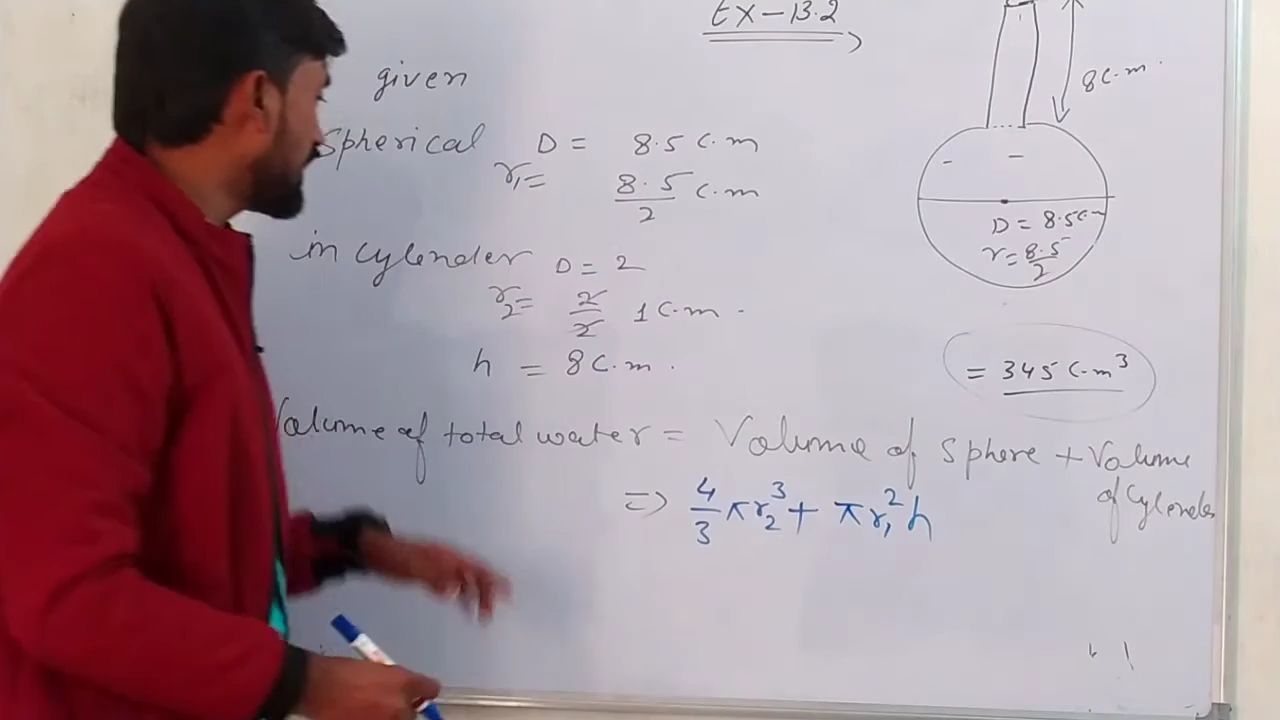 Ex-13.2
given
Spherical D = 8.5 c.m
r₁ = 8.5/2 c.m
in cylender D = 2
r₂ = 2/2 1 c.m.
h = 8 c.m.
Volume of total water = Volume of sphere + Volume of Cylender
=> 4/3 πr₂³ + πr₁²h
8 c.m.
D = 8.5 cm
r = 8.5/2
= 345 c.m³